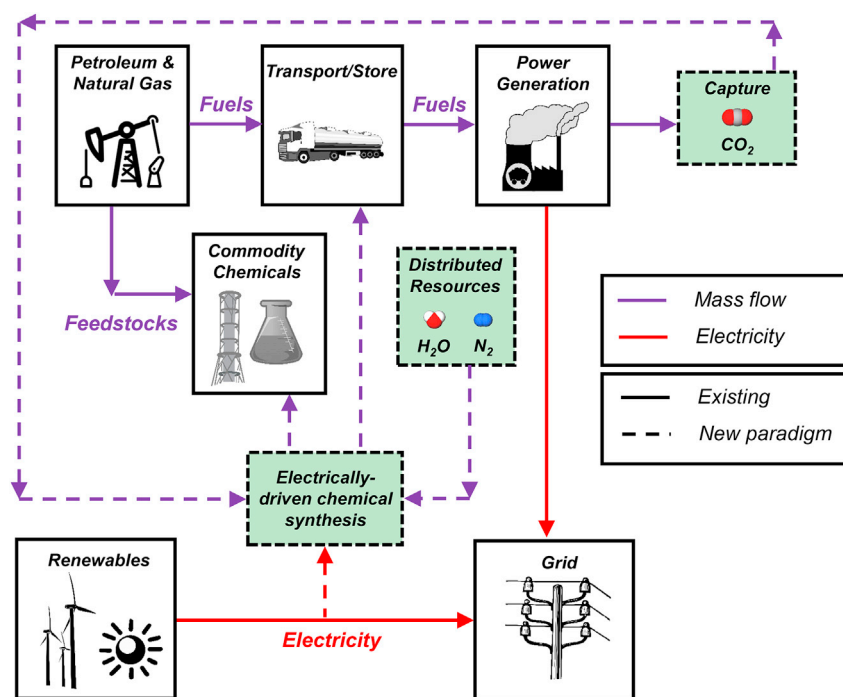 Petroleum &
Natural Gas
Fuels
Transport/Store
Fuels
Power
Generation
Capture
CO₂
Commodity
Chemicals
Feedstocks
Distributed
Resources
H₂O N₂
Mass flow
Electricity
Existing
New paradigm
Electrically-
driven chemical
synthesis
Renewables
Electricity
Grid